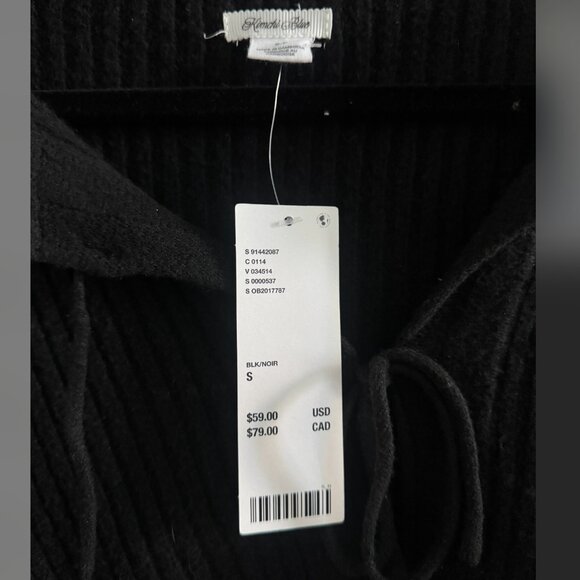 Kimchi Blue
S 91442087
C 0114
V 034514
S 0000537
S OB2017787
BLK/NOIR
S
$59.00 USD
$79.00 CAD